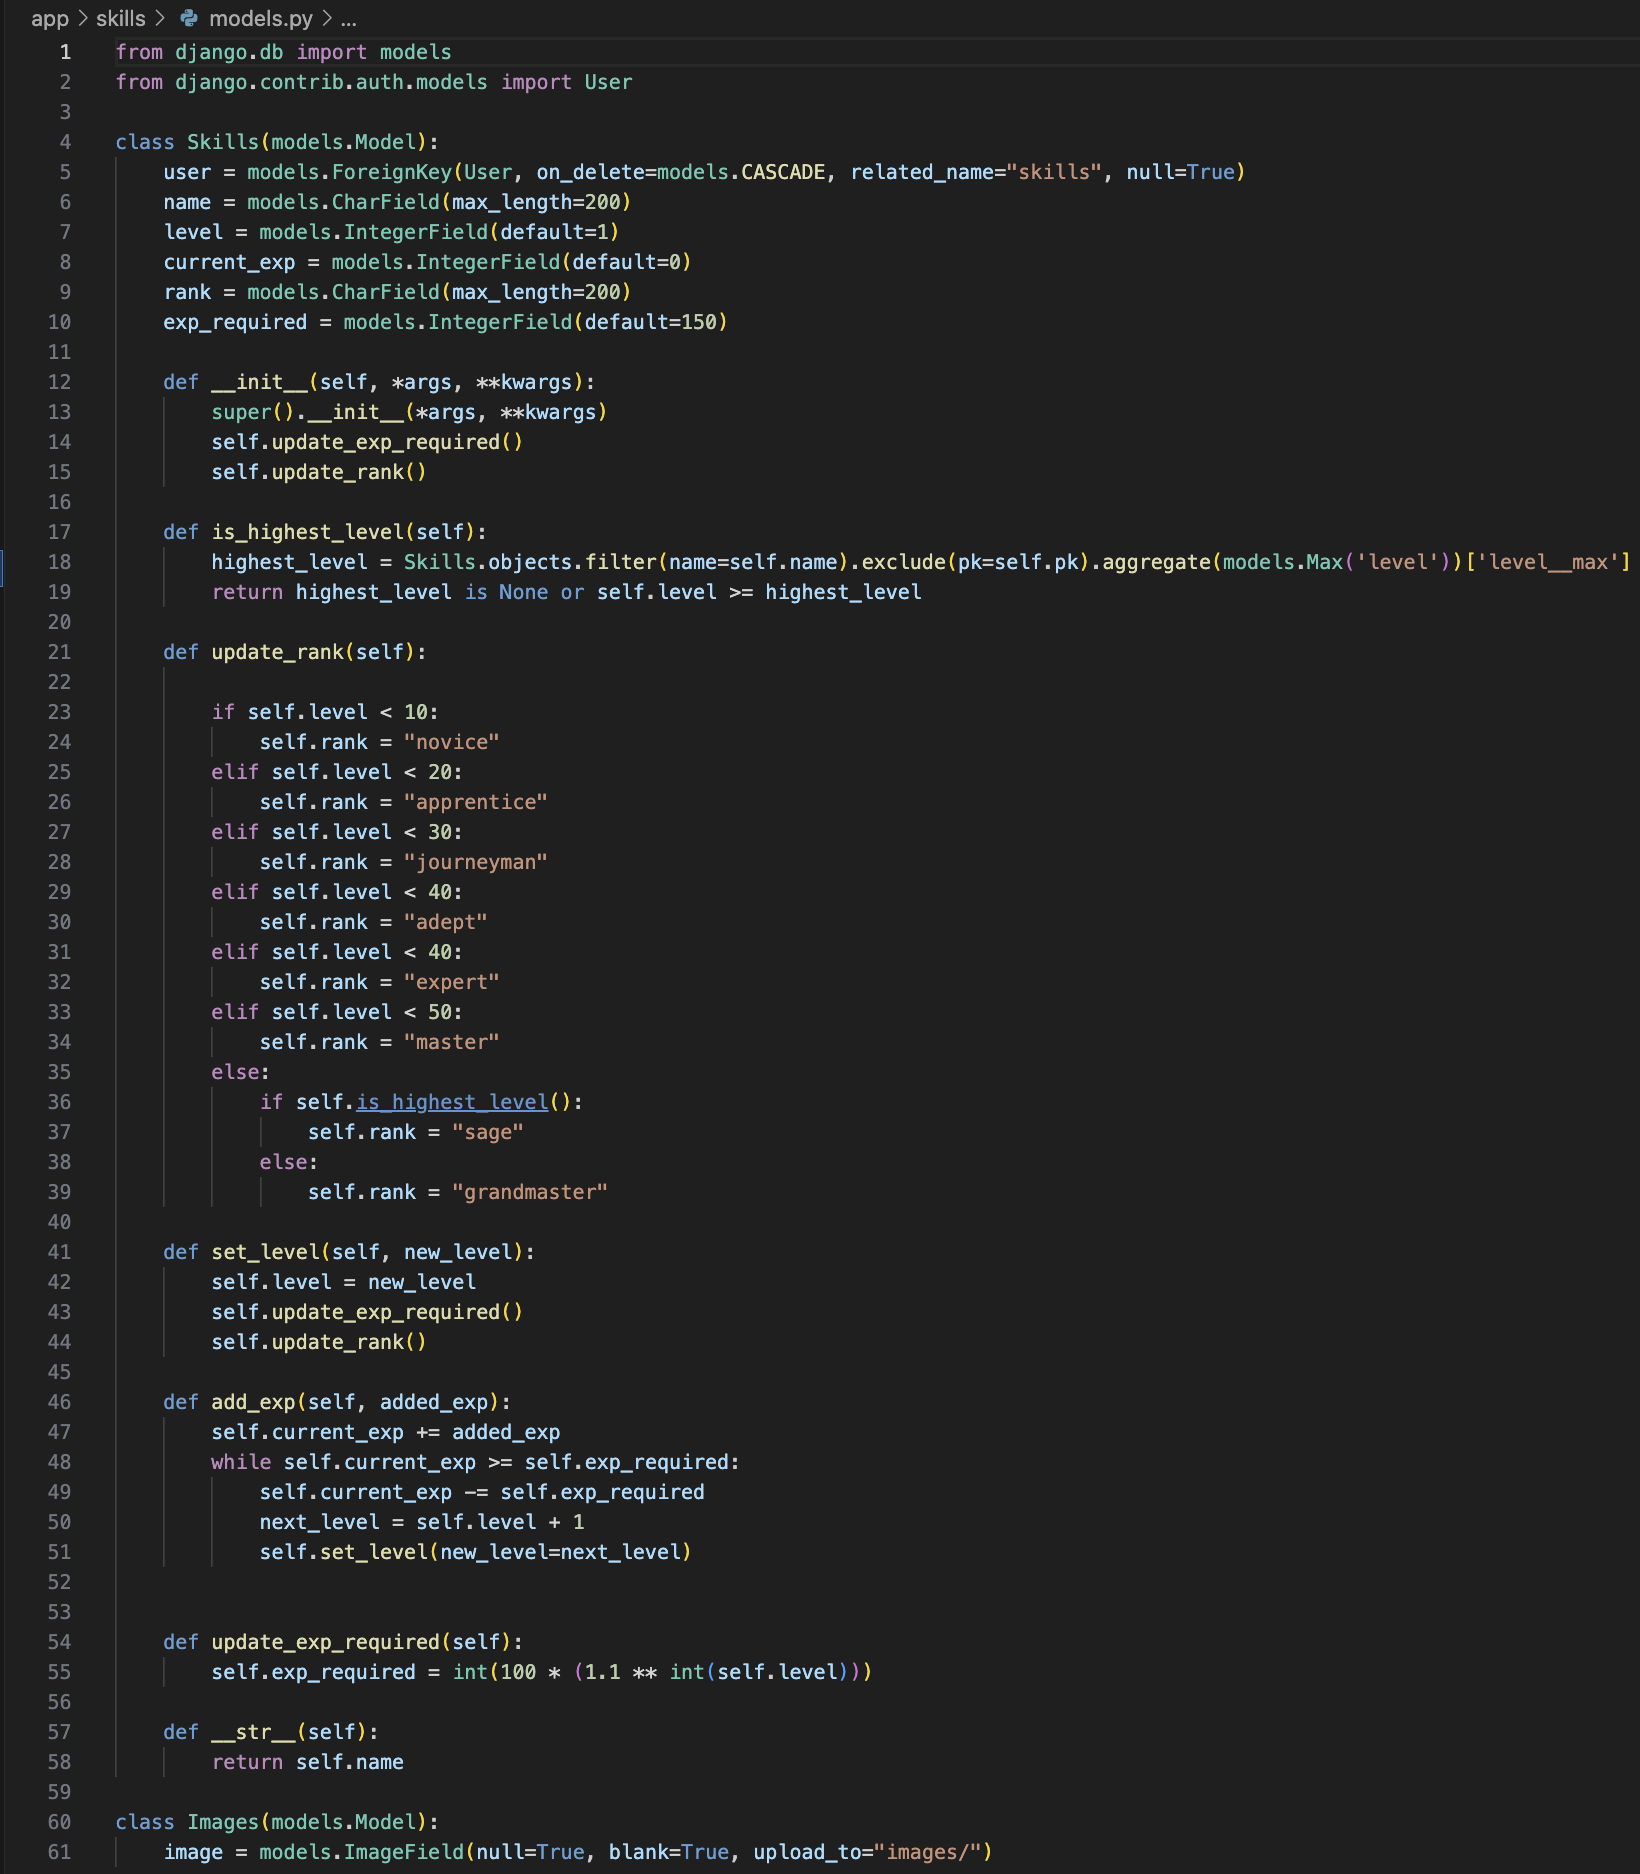 app > skills > models.py > ...
1 from django.db import models
2 from django.contrib.auth.models import User
3
4 class Skills(models.Model):
5     user = models.ForeignKey(User, on_delete=models.CASCADE, related_name="skills", null=True)
6     name = models.CharField(max_length=200)
7     level = models.IntegerField(default=1)
8     current_exp = models.IntegerField(default=0)
9     rank = models.CharField(max_length=200)
10     exp_required = models.IntegerField(default=150)
11
12     def __init__(self, *args, **kwargs):
13         super().__init__(*args, **kwargs)
14         self.update_exp_required()
15         self.update_rank()
16
17     def is_highest_level(self):
18         highest_level = Skills.objects.filter(name=self.name).exclude(pk=self.pk).aggregate(models.Max('level'))['level__max']
19         return highest_level is None or self.level >= highest_level
20
21     def update_rank(self):
22
23         if self.level < 10:
24             self.rank = "novice"
25         elif self.level < 20:
26             self.rank = "apprentice"
27         elif self.level < 30:
28             self.rank = "journeyman"
29         elif self.level < 40:
30             self.rank = "adept"
31         elif self.level < 40:
32             self.rank = "expert"
33         elif self.level < 50:
34             self.rank = "master"
35         else:
36             if self.is_highest_level():
37                 self.rank = "sage"
38             else:
39                 self.rank = "grandmaster"
40
41     def set_level(self, new_level):
42         self.level = new_level
43         self.update_exp_required()
44         self.update_rank()
45
46     def add_exp(self, added_exp):
47         self.current_exp += added_exp
48         while self.current_exp >= self.exp_required:
49             self.current_exp -= self.exp_required
50             next_level = self.level + 1
51             self.set_level(new_level=next_level)
52
53
54     def update_exp_required(self):
55         self.exp_required = int(100 * (1.1 ** int(self.level)))
56
57     def __str__(self):
58         return self.name
59
60 class Images(models.Model):
61     image = models.ImageField(null=True, blank=True, upload_to="images/")